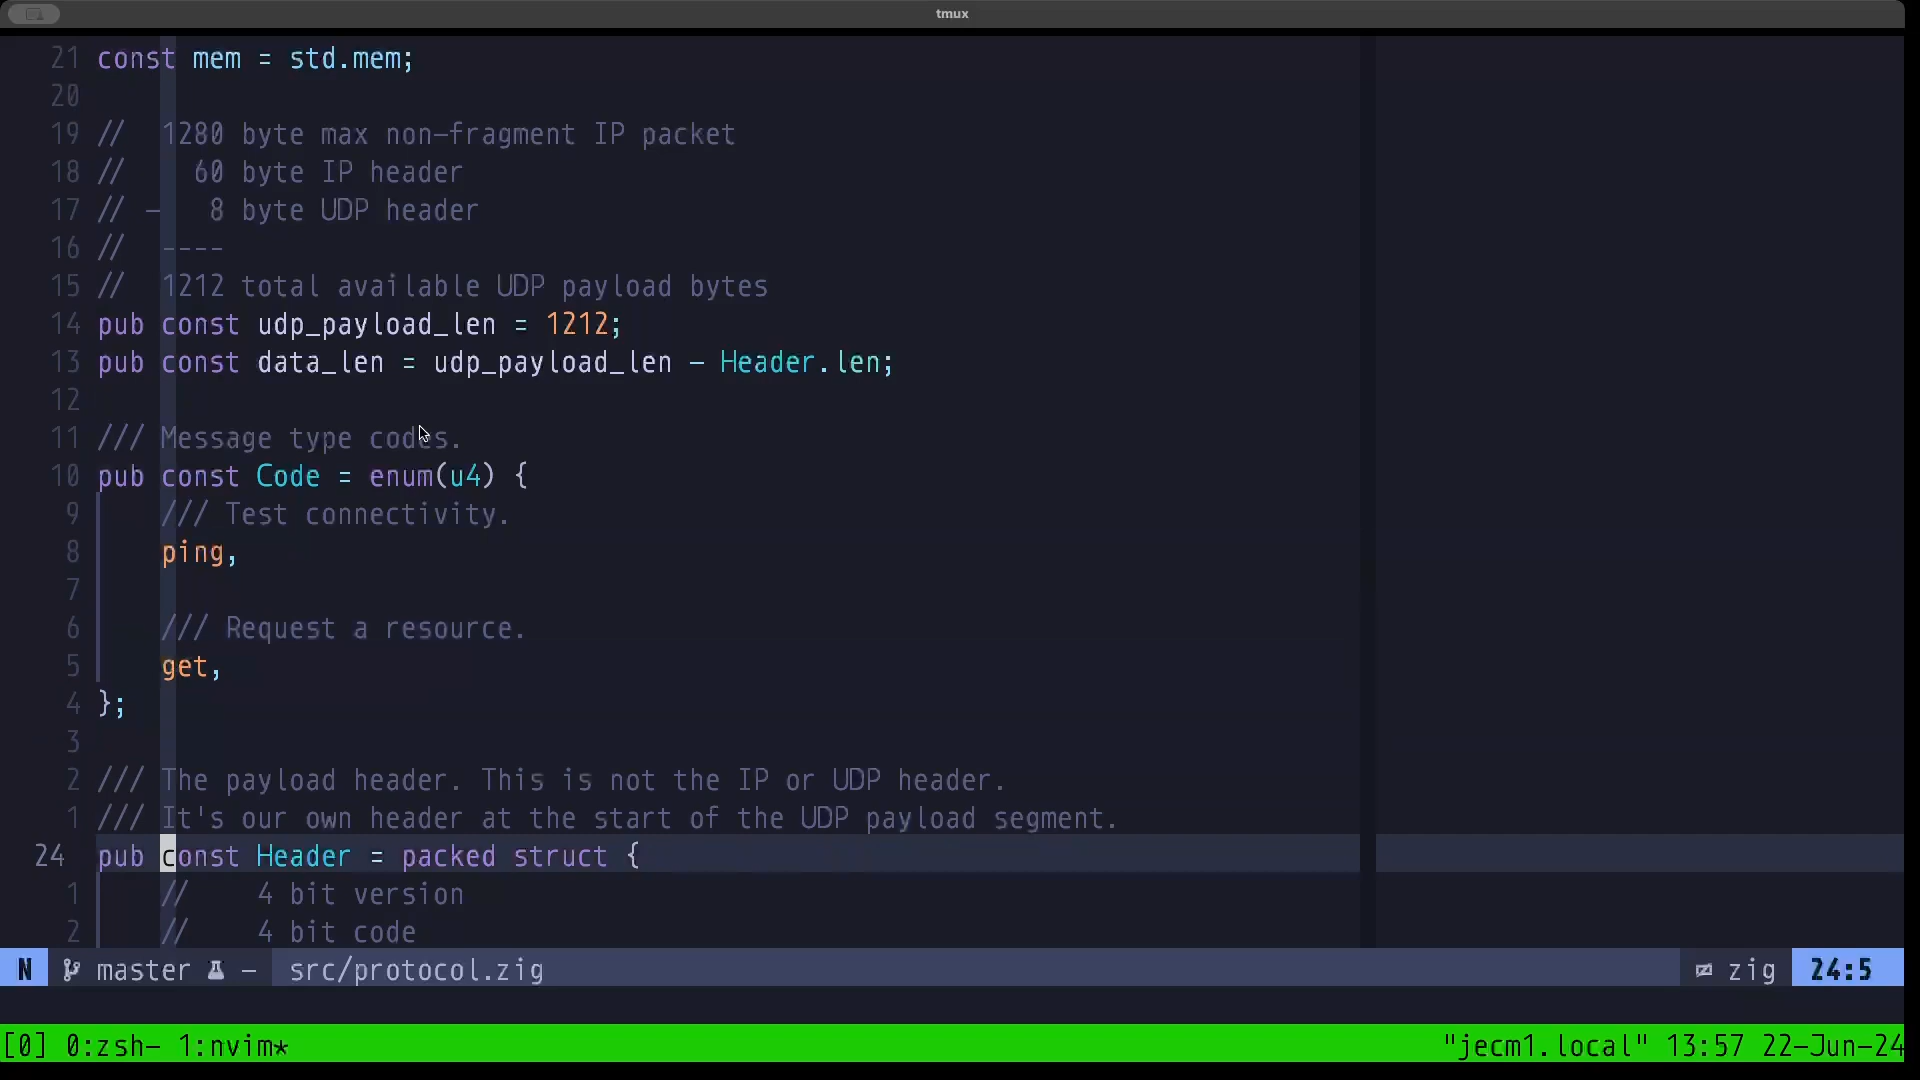 tmux
21 const mem = std.mem;
20
19 //  1280 byte max non-fragment IP packet
18 //    60 byte IP header
17 // -   8 byte UDP header
16 //  ----
15 //  1212 total available UDP payload bytes
14 pub const udp_payload_len = 1212;
13 pub const data_len = udp_payload_len - Header.len;
12
11 /// Message type codes.
10 pub const Code = enum(u4) {
9     /// Test connectivity.
8     ping,
7
6     /// Request a resource.
5     get,
4 };
3
2 /// The payload header. This is not the IP or UDP header.
1 /// It's our own header at the start of the UDP payload segment.
24 pub const Header = packed struct {
1     //    4 bit version
2     //    4 bit code
N master - src/protocol.zig zig 24:5
[0] 0:zsh- 1:nvim* "jecm1.local" 13:57 22-Jun-24